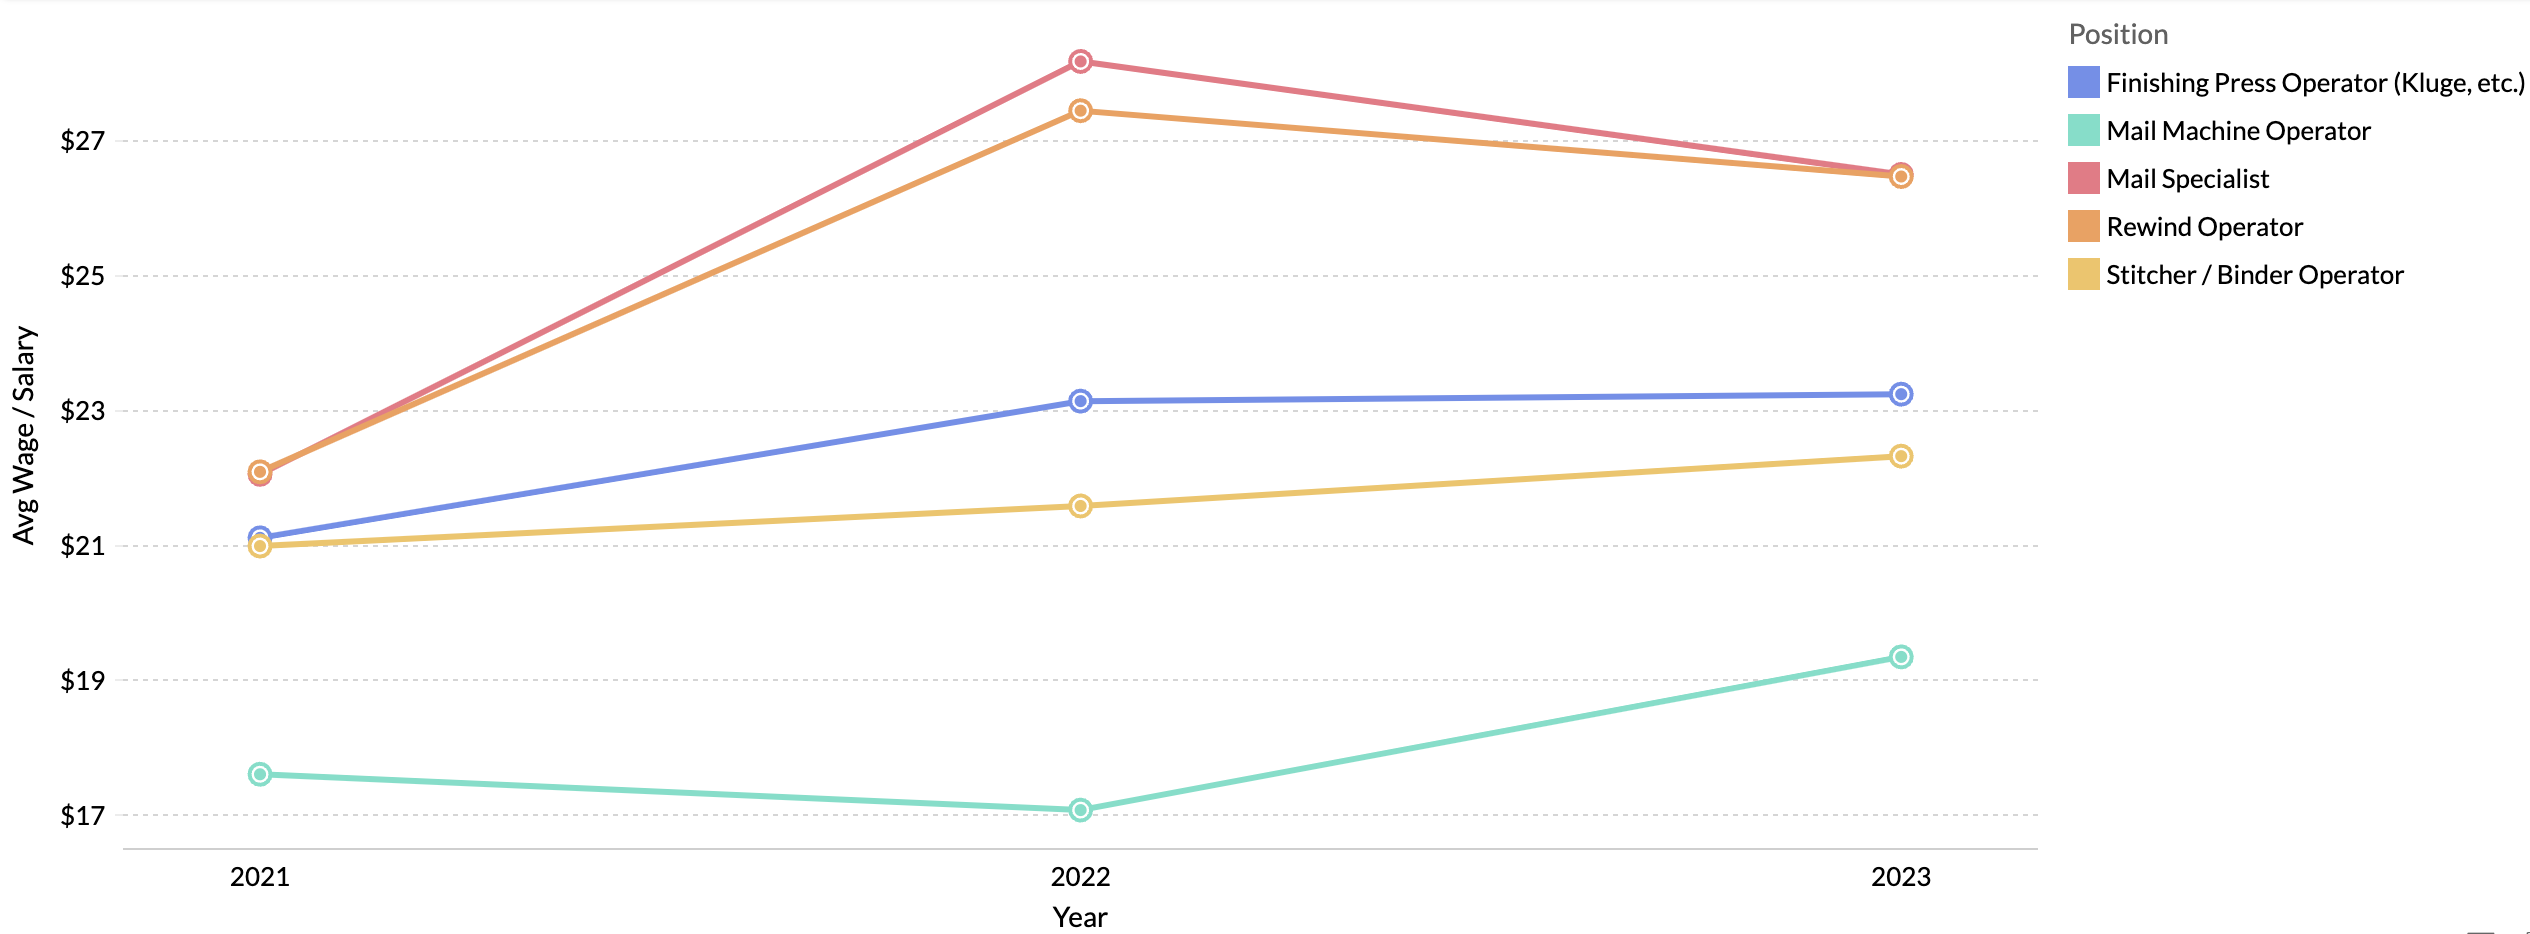 Position
Finishing Press Operator (Kluge, etc.)
Mail Machine Operator
Mail Specialist
Rewind Operator
Stitcher / Binder Operator
Avg Wage / Salary
$27
$25
$23
$21
$19
$17
2021 2022 2023
Year